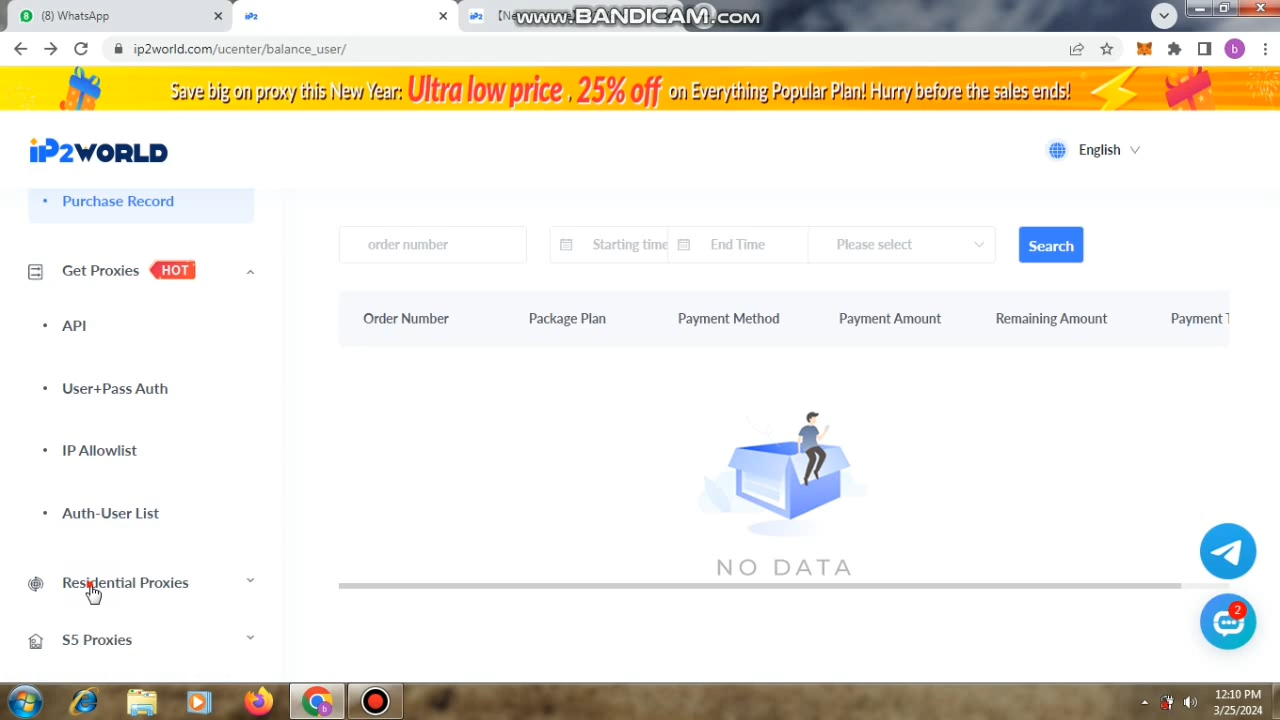 (8) WhatsApp
【Ne
www.BANDICAM.com
ip2world.com/ucenter/balance_user/
b
Save big on proxy this New Year: Ultra low price , 25% off on Everything Popular Plan! Hurry before the sales ends!
iP2WORLD
English
Purchase Record
order number
Starting time
End Time
Please select
Search
Get Proxies
HOT
Order Number
Package Plan
Payment Method
Payment Amount
Remaining Amount
Payment T
API
User+Pass Auth
IP Allowlist
Auth-User List
NO DATA
Residential Proxies
2
S5 Proxies
12:10 PM
3/25/2024